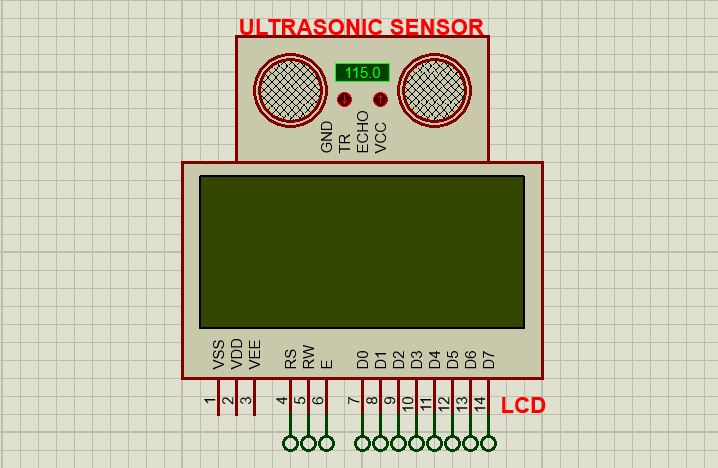 ULTRASONIC SENSOR
115.0
GND
TR
ECHO
VCC
VSS
VDD
VEE
RS
RW
E
D0
D1
D2
D3
D4
D5
D6
D7
1
2
3
4
5
6
7
8
9
10
11
12
13
14
LCD